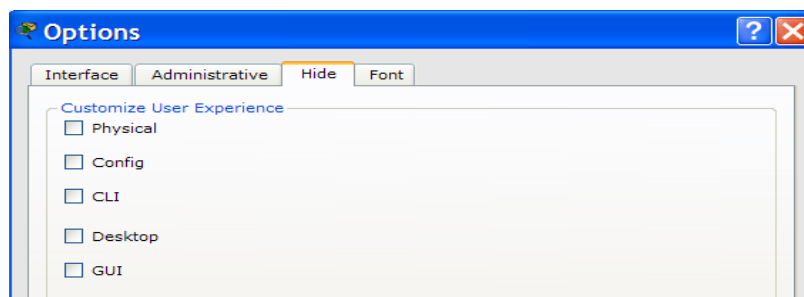 Options
Interface Administrative Hide Font
Customize User Experience
Physical
Config
CLI
Desktop
GUI